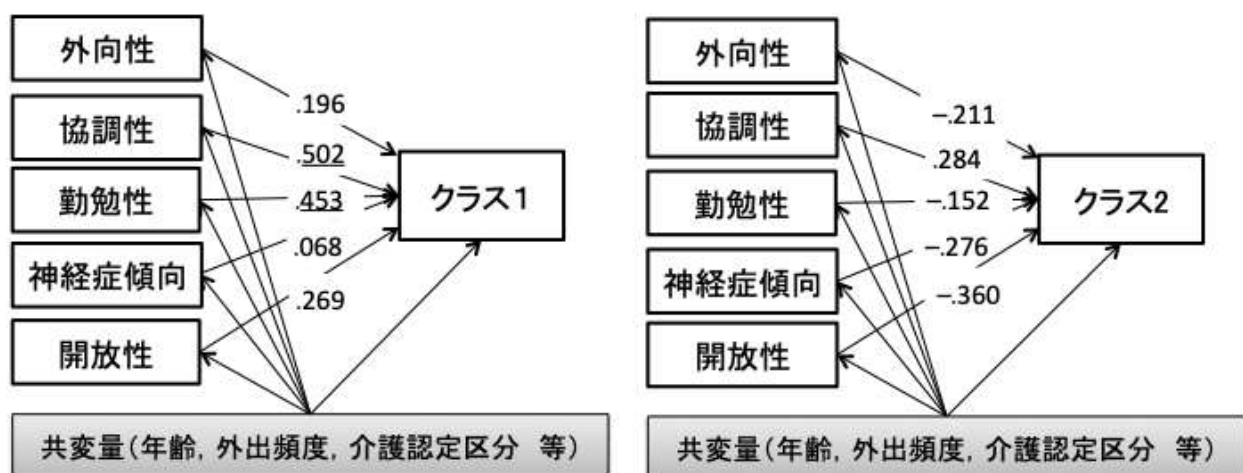 外向性
協調性
勤勉性
神経症傾向
開放性
.196
.502
.453
.068
.269
クラス1
共変量(年齢, 外出頻度, 介護認定区分 等)
外向性
協調性
勤勉性
神経症傾向
開放性
−.211
.284
−.152
−.276
−.360
クラス2
共変量(年齢, 外出頻度, 介護認定区分 等)